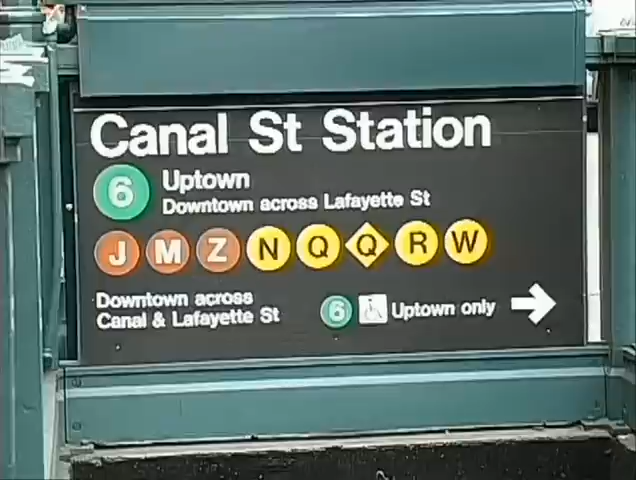 Canal St Station
6 Uptown
Downtown across Lafayette St
J M Z N Q Q R W
Downtown across
Canal & Lafayette St
6 Uptown only